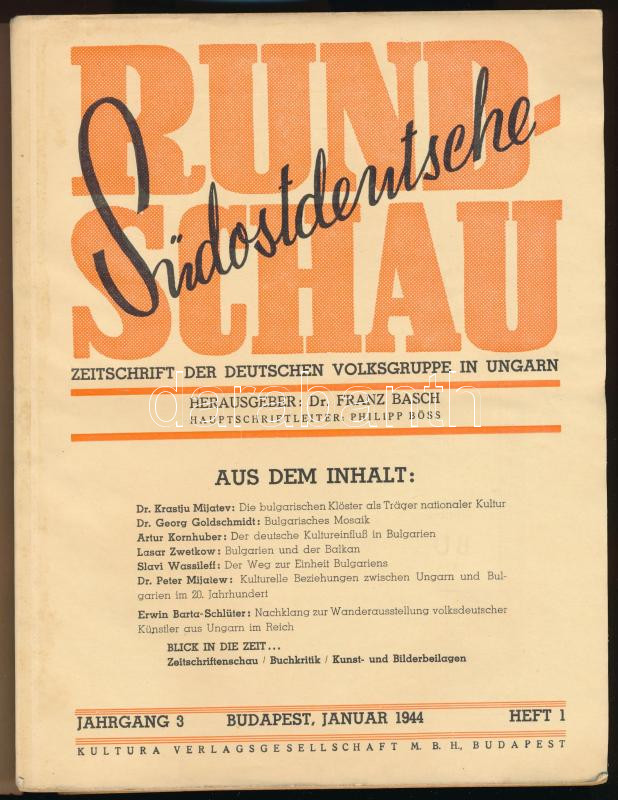 RUND-
Südostdeutsche
SCHAU
ZEITSCHRIFT DER DEUTSCHEN VOLKSGRUPPE IN UNGARN
HERAUSGEBER: Dr. FRANZ BASCH
HAUPTSCHRIFTLEITER: PHILIPP BÖSS
darabanth
AUS DEM INHALT:
Dr. Krastju Mijatev: Die bulgarischen Klöster als Träger nationaler Kultur
Dr. Georg Goldschmidt: Bulgarisches Mosaik
Artur Kornhuber: Der deutsche Kultureinfluß in Bulgarien
Lasar Zwetkow: Bulgarien und der Balkan
Slavi Wassileff: Der Weg zur Einheit Bulgariens
Dr. Peter Mijatew: Kulturelle Beziehungen zwischen Ungarn und Bul-
garien im 20. Jahrhundert
Erwin Barta-Schlüter: Nachklang zur Wanderausstellung volksdeutscher
Künstler aus Ungarn im Reich
BLICK IN DIE ZEIT...
Zeitschriftenschau / Buchkritik / Kunst- und Bilderbeilagen
JAHRGANG 3 BUDAPEST, JANUAR 1944 HEFT 1
KULTURA VERLAGSGESELLSCHAFT M. B. H., BUDAPEST